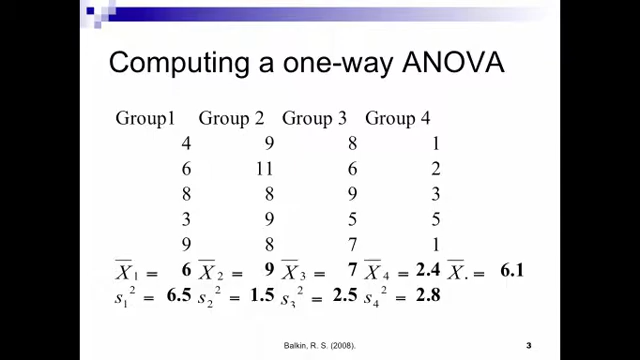 Computing a one-way ANOVA
Group1 Group 2 Group 3 Group 4
4 9 8 1
6 11 6 2
8 8 9 3
3 9 5 5
9 8 7 1
X̅₁ = 6 X̅₂ = 9 X̅₃ = 7 X̅₄ = 2.4 X̅. = 6.1
s₁² = 6.5 s₂² = 1.5 s₃² = 2.5 s₄² = 2.8
Balkin, R. S. (2008). 3